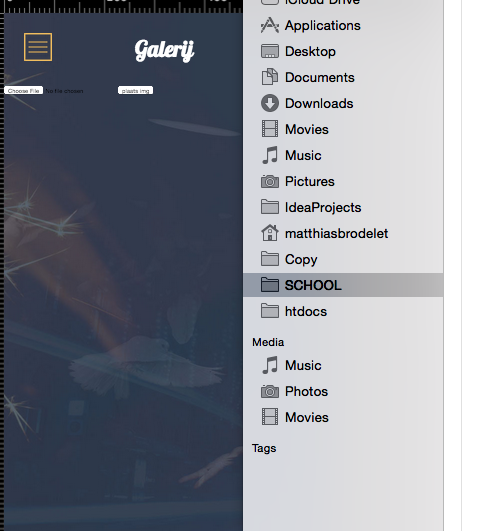 Galerij
Choose File No file chosen
plaats img
iCloud Drive
Applications
Desktop
Documents
Downloads
Movies
Music
Pictures
IdeaProjects
matthiasbrodelet
Copy
SCHOOL
htdocs
Media
Music
Photos
Movies
Tags